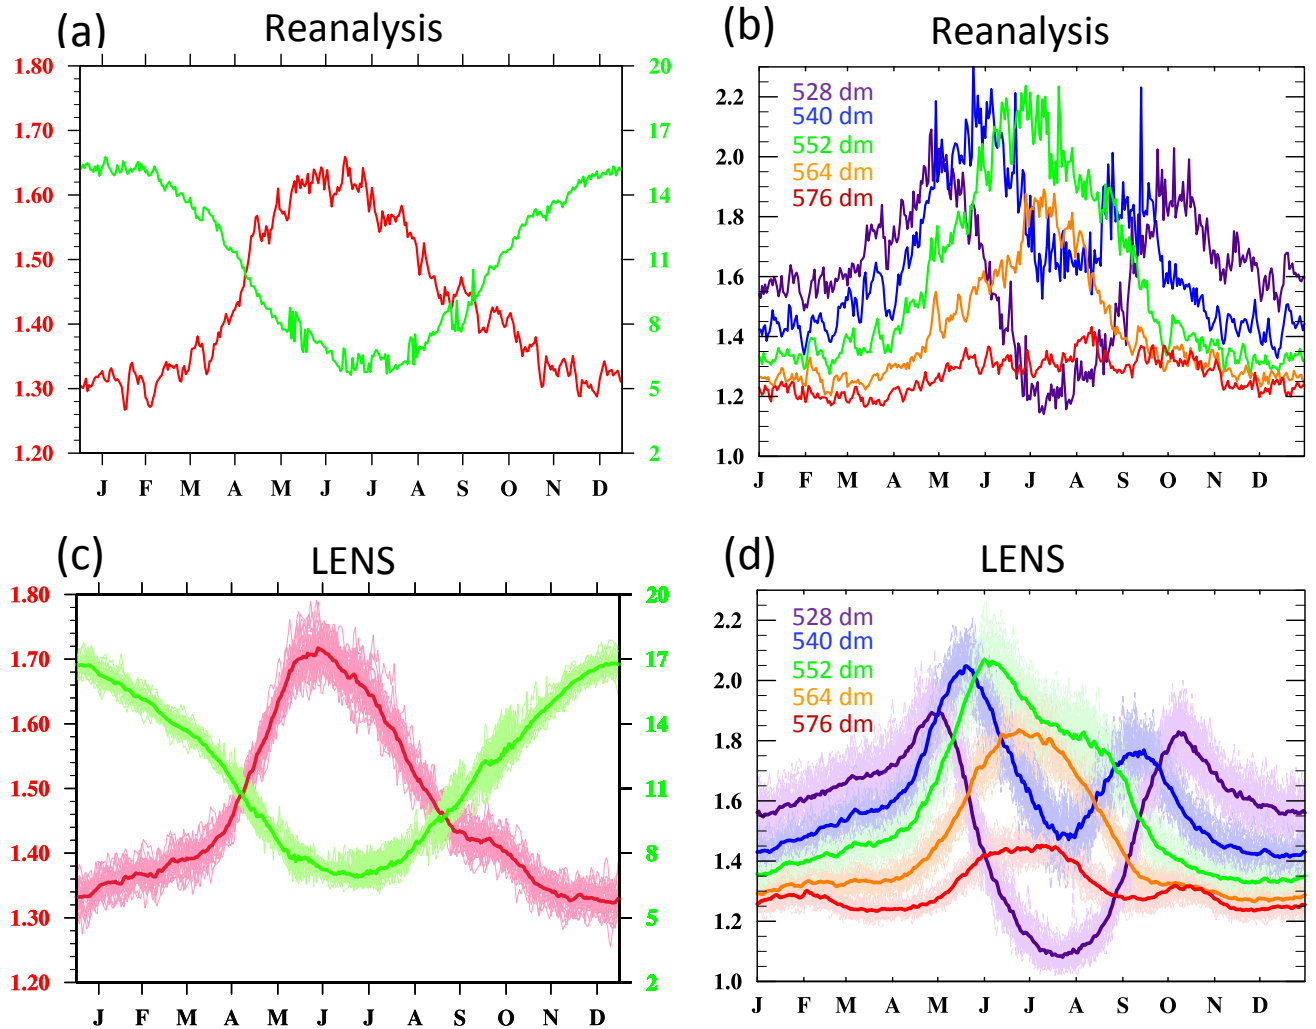 (a)
Reanalysis
1.80
1.70
1.60
1.50
1.40
1.30
1.20
20
17
14
11
8
5
2
J F M A M J J A S O N D
(b)
Reanalysis
528 dm
540 dm
552 dm
564 dm
576 dm
2.2
2.0
1.8
1.6
1.4
1.2
1.0
J F M A M J J A S O N D
(c)
LENS
1.80
1.70
1.60
1.50
1.40
1.30
1.20
20
17
14
11
8
5
2
J F M A M J J A S O N D
(d)
LENS
528 dm
540 dm
552 dm
564 dm
576 dm
2.2
2.0
1.8
1.6
1.4
1.2
1.0
J F M A M J J A S O N D